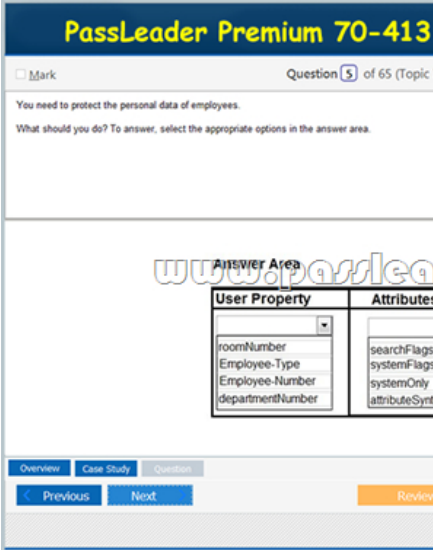 PassLeader Premium 70-413
Mark
Question 5 of 65 (Topic
You need to protect the personal data of employees.
What should you do? To answer, select the appropriate options in the answer area.
Answer Area
www.passlea
User Property Attributes
roomNumber searchFlags
Employee-Type systemFlags
Employee-Number systemOnly
departmentNumber attributeSynt
Overview Case Study Question
Previous Next Review